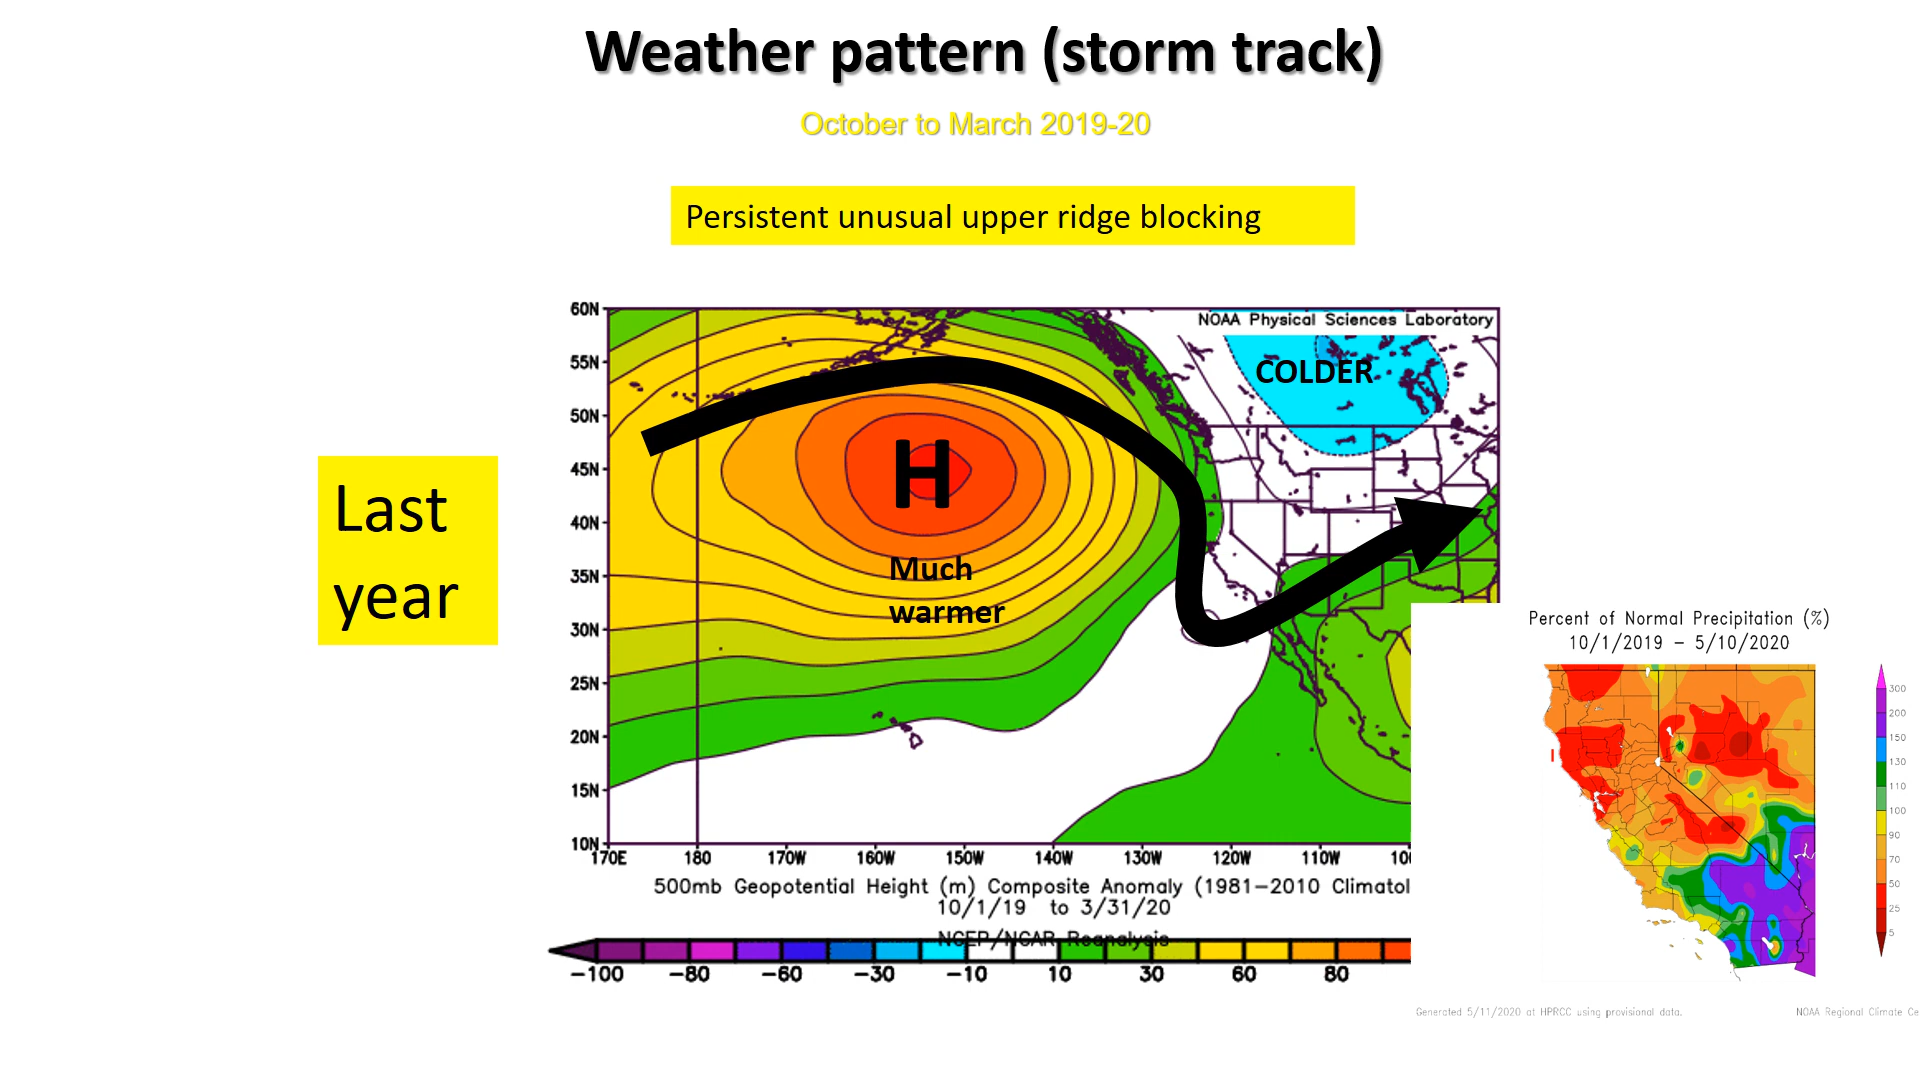 Weather pattern (storm track)
October to March 2019-20
Persistent unusual upper ridge blocking
Last
year
60N
55N
50N
45N
40N
35N
30N
25N
20N
15N
10N
NOAA Physical Sciences Laboratory
COLDER
H
Much
warmer
170E 180 170W 160W 150W 140W 130W 120W 110W 10
500mb Geopotential Height (m) Composite Anomaly (1981-2010 Climatol
10/1/19 to 3/31/20
NCEP/NCAR Reanalysis
-100 -80 -60 -30 -10 10 30 60 80
Percent of Normal Precipitation (%)
10/1/2019 - 5/10/2020
300
200
150
130
110
100
90
70
50
25
5
Generated 5/11/2020 at HPRCC using provisional data.
NOAA Regional Climate Ce